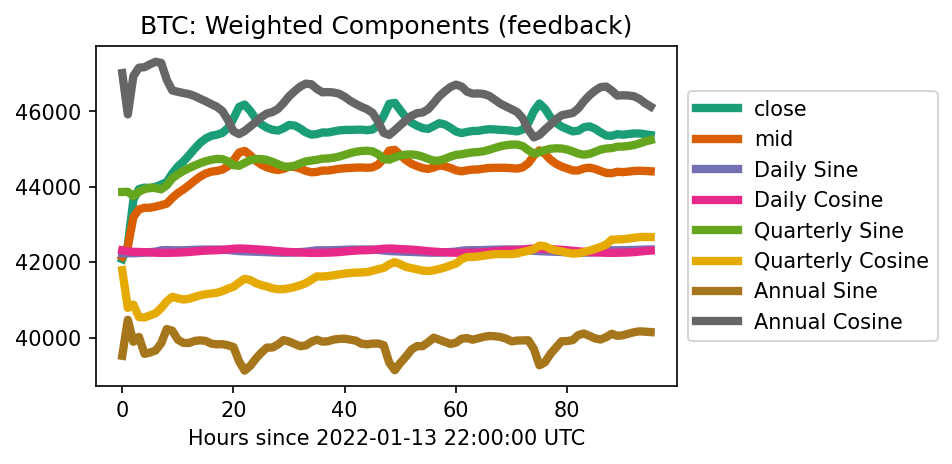 BTC: Weighted Components (feedback)
46000
44000
42000
40000
0
20
40
60
80
Hours since 2022-01-13 22:00:00 UTC
close
mid
Daily Sine
Daily Cosine
Quarterly Sine
Quarterly Cosine
Annual Sine
Annual Cosine